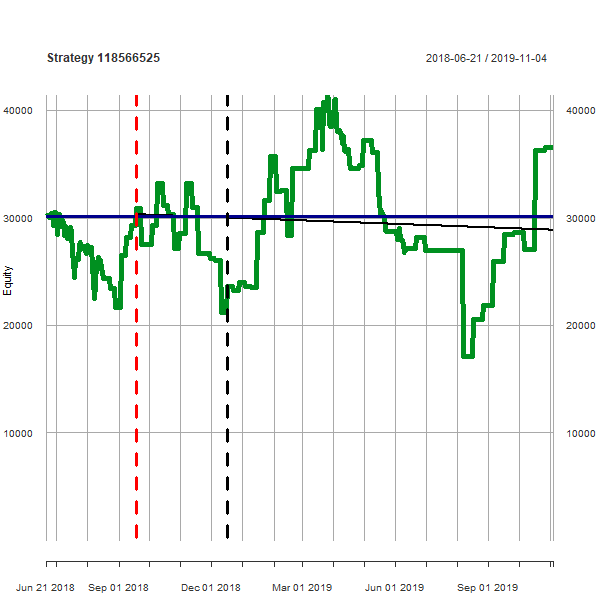 Strategy 118566525
2018-06-21 / 2019-11-04
40000
40000
30000
30000
Equity
20000
20000
10000
10000
Jun 21 2018
Sep 01 2018
Dec 01 2018
Mar 01 2019
Jun 01 2019
Sep 01 2019